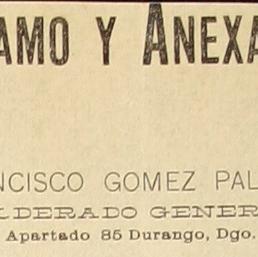 AMO Y ANEXA
NCISCO GOMEZ PAL
LDERADO GENER
Apartado 85 Durango, Dgo.